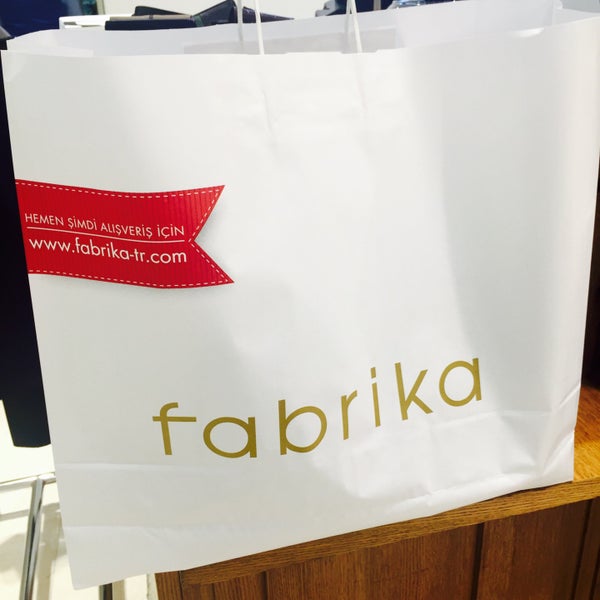 HEMEN ŞİMDİ ALIŞVERİŞ İÇİN
www.fabrika-tr.com
fabrika